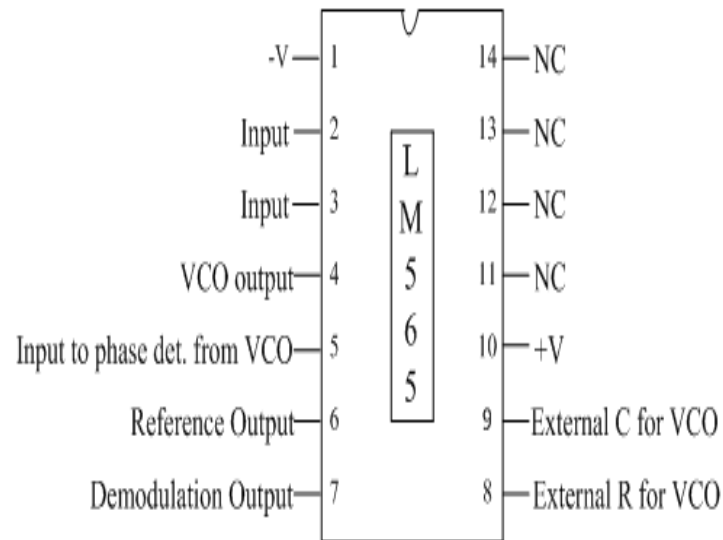 -V 1 14 NC
Input 2 13 NC
Input 3 12 NC
VCO output 4 11 NC
Input to phase det. from VCO 5 10 +V
Reference Output 6 9 External C for VCO
Demodulation Output 7 8 External R for VCO
L
M
5
6
5